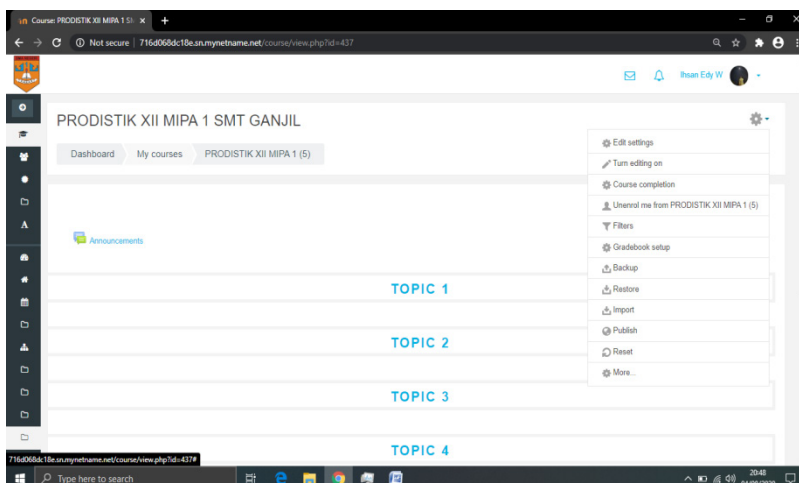 Course: PRODISTIK XII MIPA 1 SM
Not secure | 716d068dc18e.sn.mynetname.net/course/view.php?id=437
Ihsan Edy W
PRODISTIK XII MIPA 1 SMT GANJIL
Dashboard
My courses
PRODISTIK XII MIPA 1 (5)
Edit settings
Turn editing on
Course completion
Unenrol me from PRODISTIK XII MIPA 1 (5)
Filters
Gradebook setup
Backup
Restore
Import
Publish
Reset
More...
Announcements
A
TOPIC 1
TOPIC 2
TOPIC 3
TOPIC 4
716d068dc18e.sn.mynetname.net/course/view.php?id=437#
Type here to search
20:48